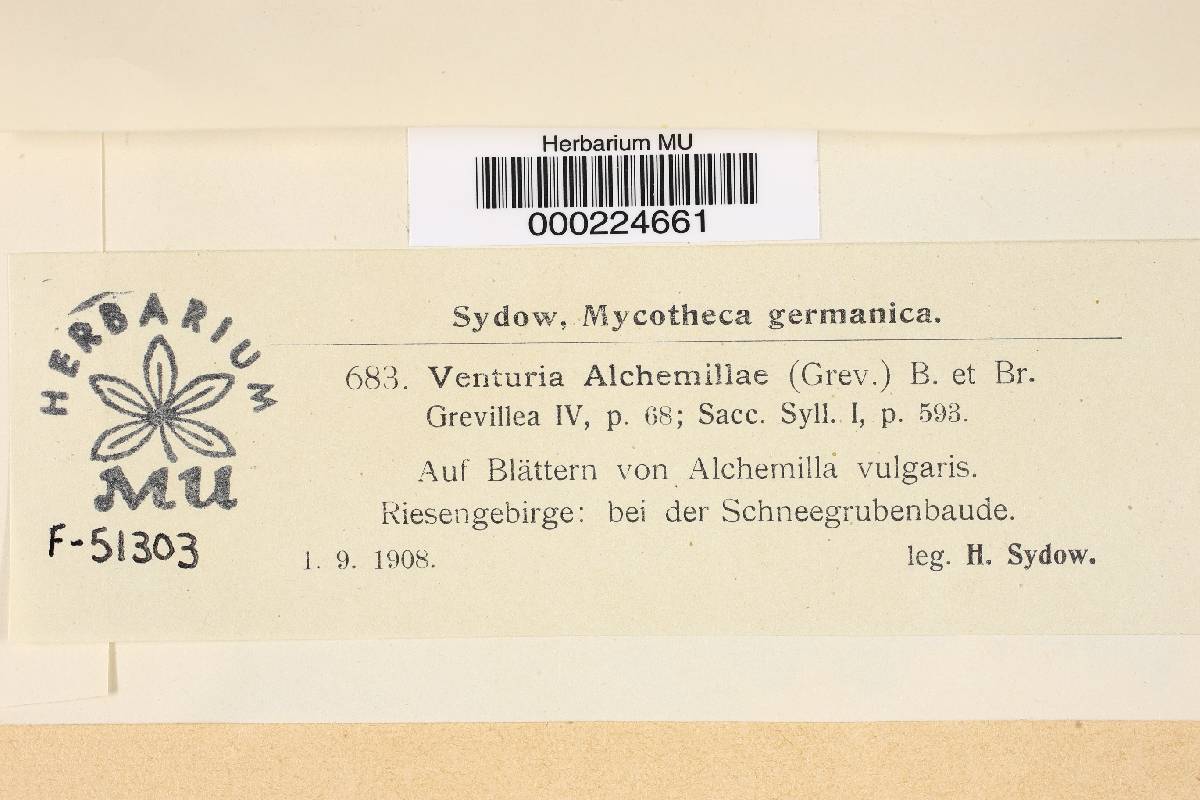 Herbarium MU
000224661
HERBARIUM
MU
F-51303
Sydow, Mycotheca germanica.
683. Venturia Alchemillae (Grev.) B. et Br.
Grevillea IV, p. 68; Sacc. Syll. I, p. 593.
Auf Blättern von Alchemilla vulgaris.
Riesengebirge: bei der Schneegrubenbaude.
1. 9. 1908. leg. H. Sydow.